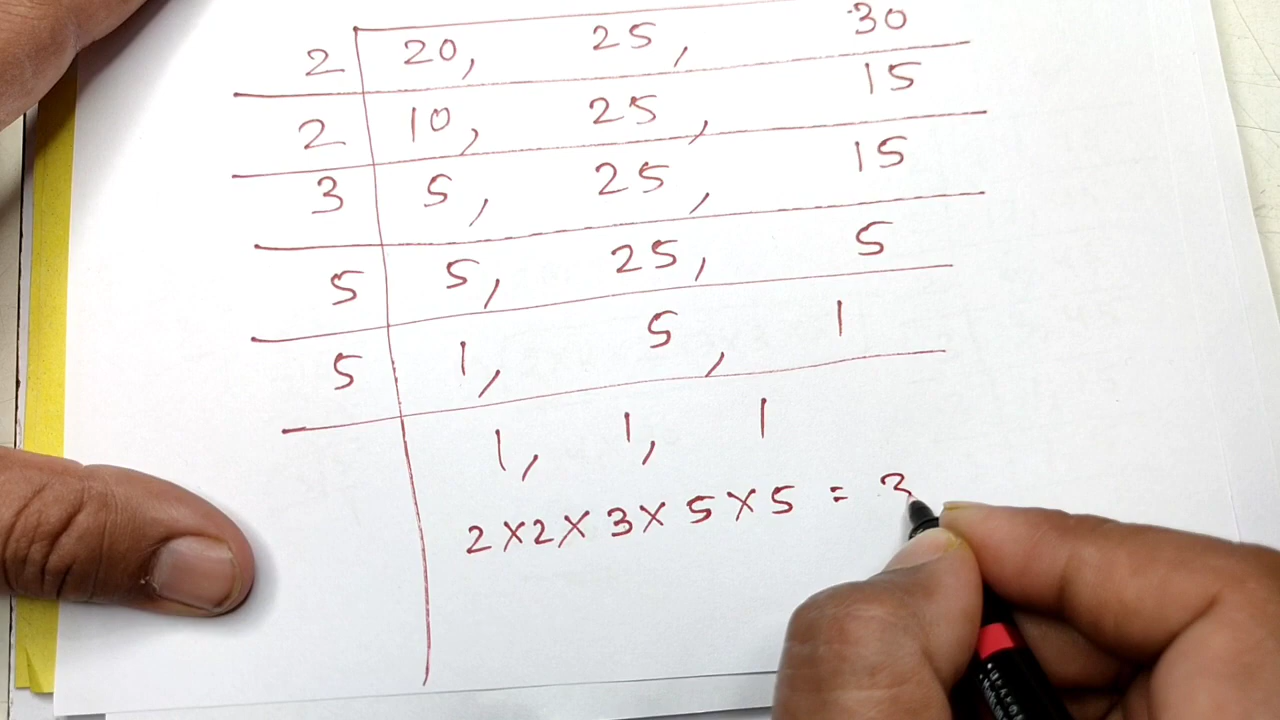 2 20, 25, 30
2 10, 25, 15
3 5, 25, 15
5 5, 25, 5
5 1, 5, 1
1, 1, 1
2×2×3×5×5 = 3